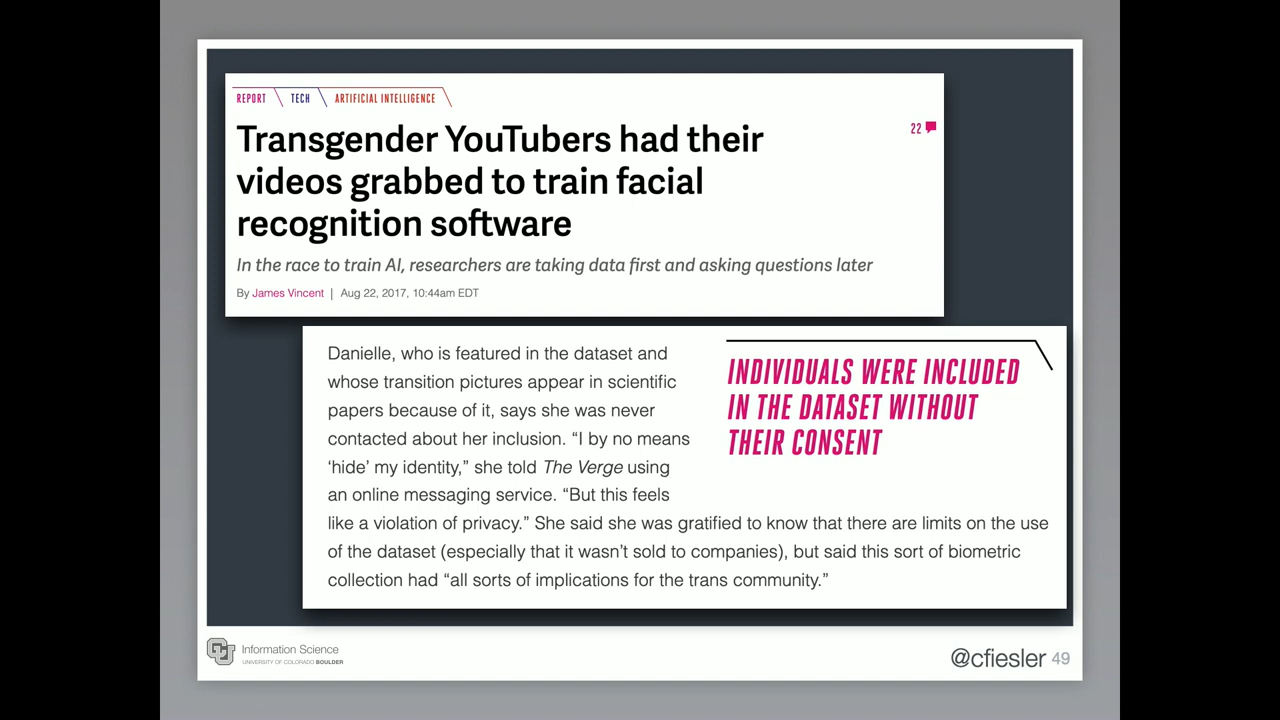 REPORT TECH ARTIFICIAL INTELLIGENCE
22
Transgender YouTubers had their
videos grabbed to train facial
recognition software
In the race to train AI, researchers are taking data first and asking questions later
By James Vincent | Aug 22, 2017, 10:44am EDT
Danielle, who is featured in the dataset and
whose transition pictures appear in scientific
papers because of it, says she was never
contacted about her inclusion. “I by no means
‘hide’ my identity,” she told The Verge using
an online messaging service. “But this feels
like a violation of privacy.” She said she was gratified to know that there are limits on the use
of the dataset (especially that it wasn’t sold to companies), but said this sort of biometric
collection had “all sorts of implications for the trans community.”
INDIVIDUALS WERE INCLUDED
IN THE DATASET WITHOUT
THEIR CONSENT
CU
Information Science
UNIVERSITY OF COLORADO BOULDER
@cfiesler 49